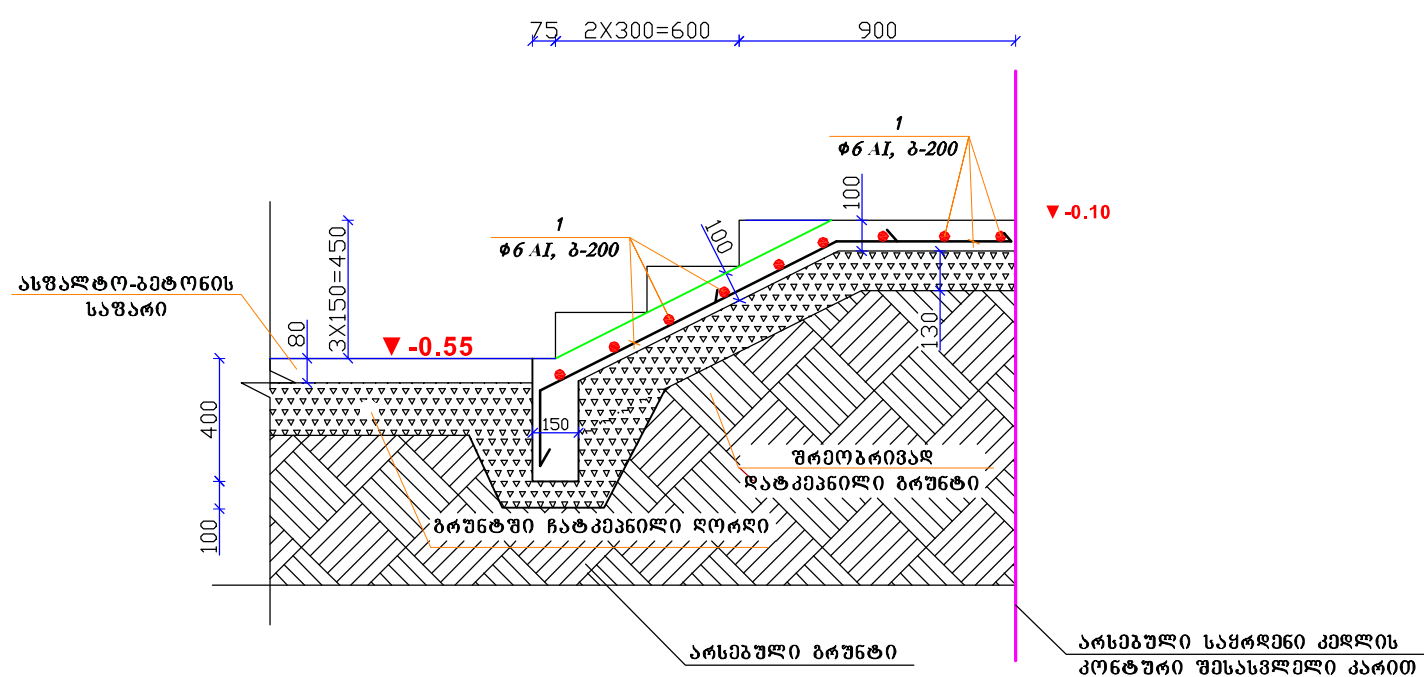 75 2X300=600 900
1
φ6 AI, ბ-200
100
▼ -0.10
1
φ6 AI, ბ-200
100
3X150=450
ასფალტო-ბეტონის
საფარი
80
▼ -0.55
130
400
150
შრეობრივად
დატკეპნილი გრუნტი
გრუნტში ჩატკეპნილი ღორღი
100
არსებული გრუნტი
არსებული საყრდენი კედლის
კონტური შესასვლელი კარით